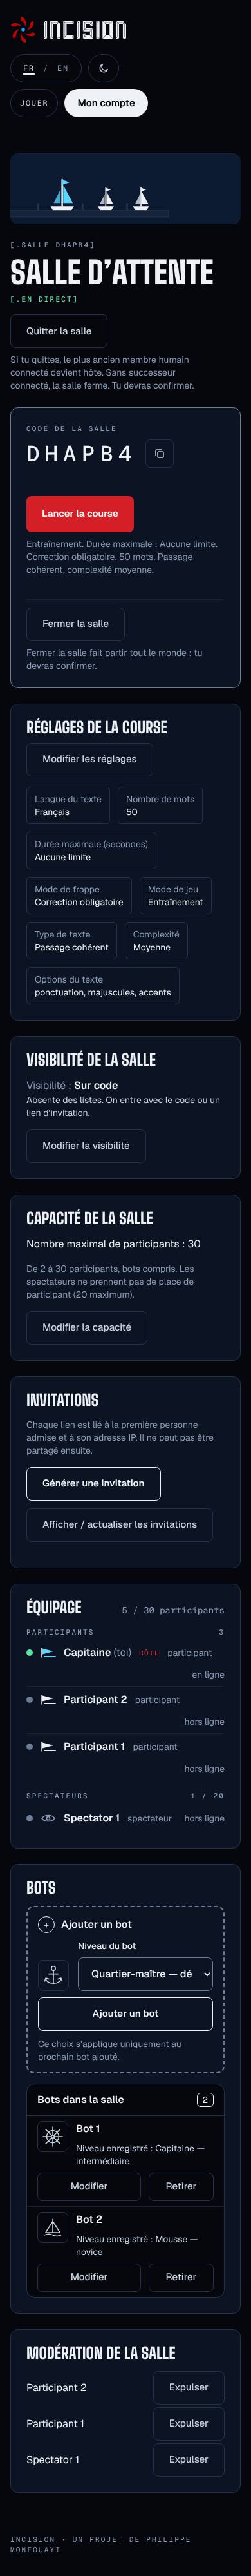 INCISION
FR / EN
JOUER
Mon compte
[.SALLE DHAPB4]
SALLE D'ATTENTE
[.EN DIRECT]
Quitter la salle
Si tu quittes, le plus ancien membre humain
connecté devient hôte. Sans successeur
connecté, la salle ferme. Tu devras confirmer.
CODE DE LA SALLE
DHAPB4
Lancer la course
Entraînement. Durée maximale : Aucune limite.
Correction obligatoire. 50 mots. Passage
cohérent, complexité moyenne.
Fermer la salle
Fermer la salle fait partir tout le monde : tu
devras confirmer.
RÉGLAGES DE LA COURSE
Modifier les réglages
Langue du texte
Français
Nombre de mots
50
Durée maximale (secondes)
Aucune limite
Mode de frappe
Correction obligatoire
Mode de jeu
Entraînement
Type de texte
Passage cohérent
Complexité
Moyenne
Options du texte
ponctuation, majuscules, accents
VISIBILITÉ DE LA SALLE
Visibilité : Sur code
Absente des listes. On entre avec le code ou un
lien d'invitation.
Modifier la visibilité
CAPACITÉ DE LA SALLE
Nombre maximal de participants : 30
De 2 à 30 participants, bots compris. Les
spectateurs ne prennent pas de place de
participant (20 maximum).
Modifier la capacité
INVITATIONS
Chaque lien est lié à la première personne
admise et à son adresse IP. Il ne peut pas être
partagé ensuite.
Générer une invitation
Afficher / actualiser les invitations
ÉQUIPAGE
5 / 30 participants
PARTICIPANTS 3
Capitaine (toi) HÔTE participant
en ligne
Participant 2 participant
hors ligne
Participant 1 participant
hors ligne
SPECTATEURS 1 / 20
Spectator 1 spectateur hors ligne
BOTS
+ Ajouter un bot
Niveau du bot
Quartier-maître — dé
Ajouter un bot
Ce choix s'applique uniquement au
prochain bot ajouté.
Bots dans la salle 2
Bot 1
Niveau enregistré : Capitaine —
intermédiaire
Modifier
Retirer
Bot 2
Niveau enregistré : Mousse —
novice
Modifier
Retirer
MODÉRATION DE LA SALLE
Participant 2 Expulser
Participant 1 Expulser
Spectator 1 Expulser
INCISION · UN PROJET DE PHILIPPE
MONFOUAYI